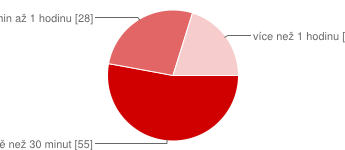 min až 1 hodinu [28]
více než 1 hodinu [
ě než 30 minut [55]